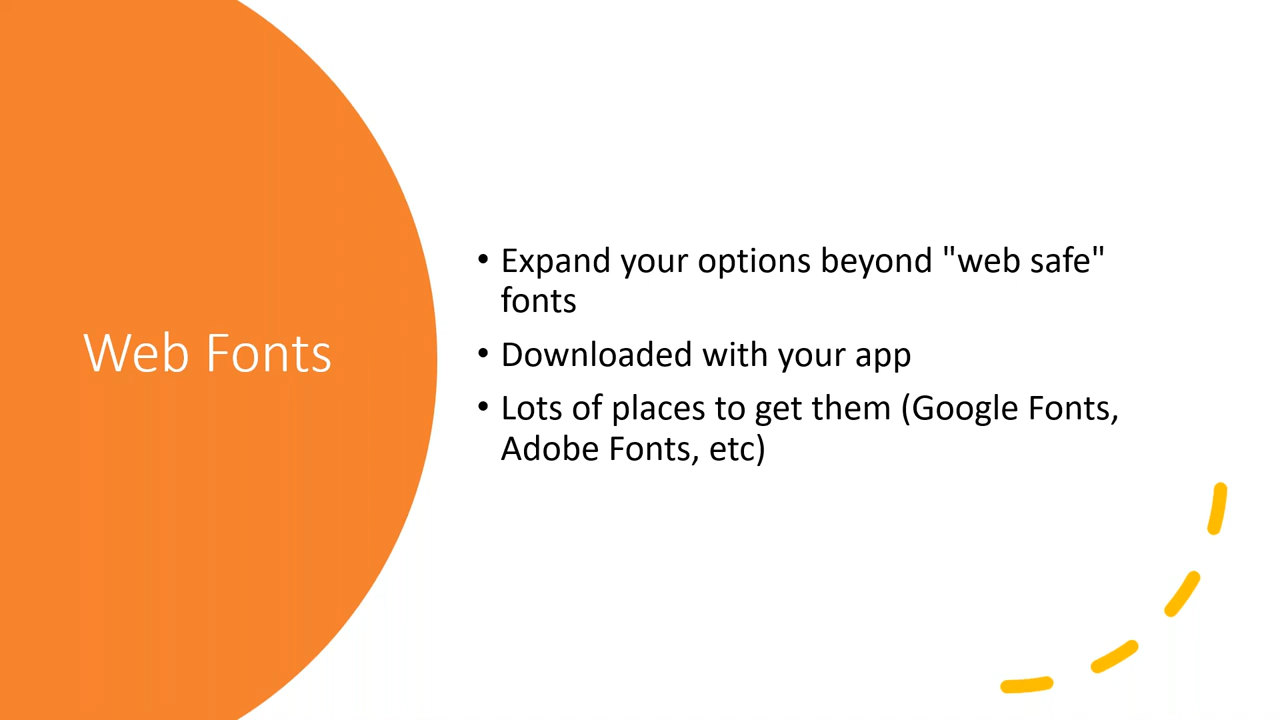 Web Fonts
• Expand your options beyond "web safe"
fonts
• Downloaded with your app
• Lots of places to get them (Google Fonts,
Adobe Fonts, etc)